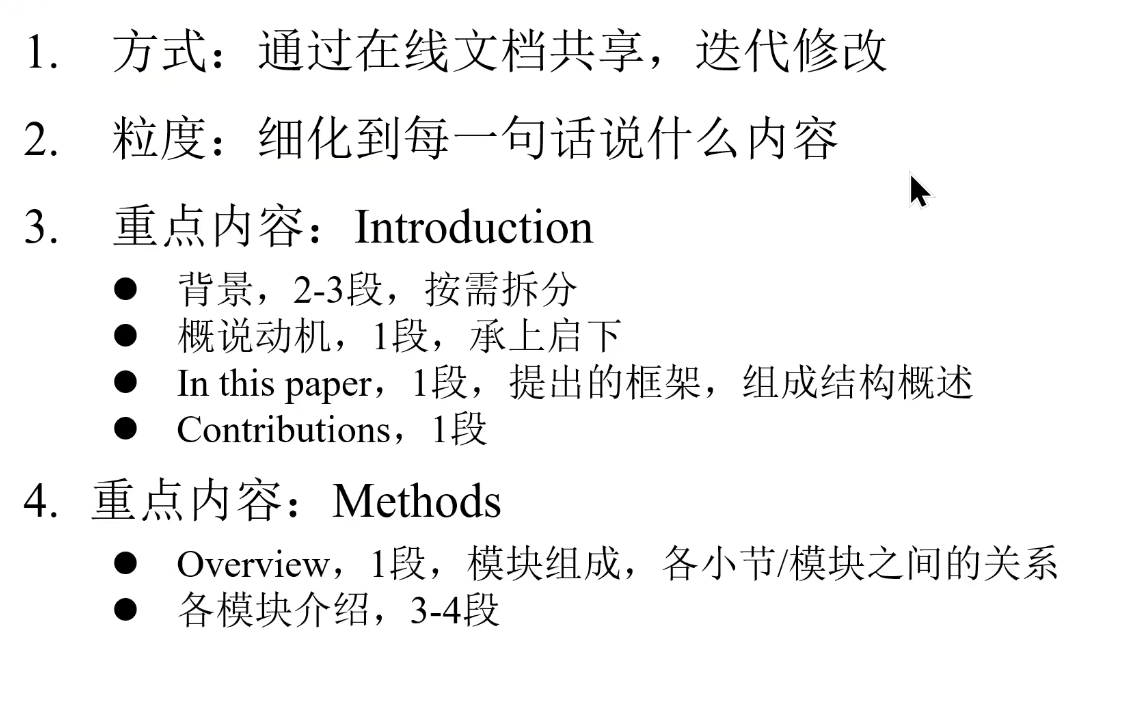 1. 方式：通过在线文档共享，迭代修改
2. 粒度：细化到每一句话说什么内容
3. 重点内容：Introduction
● 背景，2-3段，按需拆分
● 概说动机，1段，承上启下
● In this paper，1段，提出的框架，组成结构概述
● Contributions，1段
4. 重点内容：Methods
● Overview，1段，模块组成，各小节/模块之间的关系
● 各模块介绍，3-4段